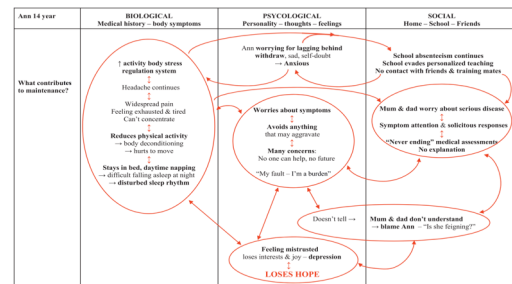 Ann 14 year
BIOLOGICAL
Medical history – body symptoms
PSYCOLOGICAL
Personality – thoughts – feelings
SOCIAL
Home – School – Friends
What contributes
to maintenance?
↑ activity body stress
regulation system
↕
Headache continues
↕
Widespread pain
Feeling exhausted & tired
Can't concentrate
↕
Reduces physical activity
→ body deconditioning
→ hurts to move
↕
Stays in bed, daytime napping
→ difficult falling asleep at night
→ disturbed sleep rhythm
Ann worrying for lagging behind
withdraw, sad, self-doubt
→ Anxious
Worries about symptoms
↕
Avoids anything
that may aggravate
↕
Many concerns:
No one can help, no future
"My fault – I'm a burden"
School absenteeism continues
School evades personalized teaching
No contact with friends & training mates
Mum & dad worry about serious disease
↕
Symptom attention & solicitous responses
↕
"Never ending" medical assessments
No explanation
Doesn't tell →
Mum & dad don't understand
→ blame Ann – "Is she feigning?"
Feeling mistrusted
loses interests & joy – depression
↕
LOSES HOPE